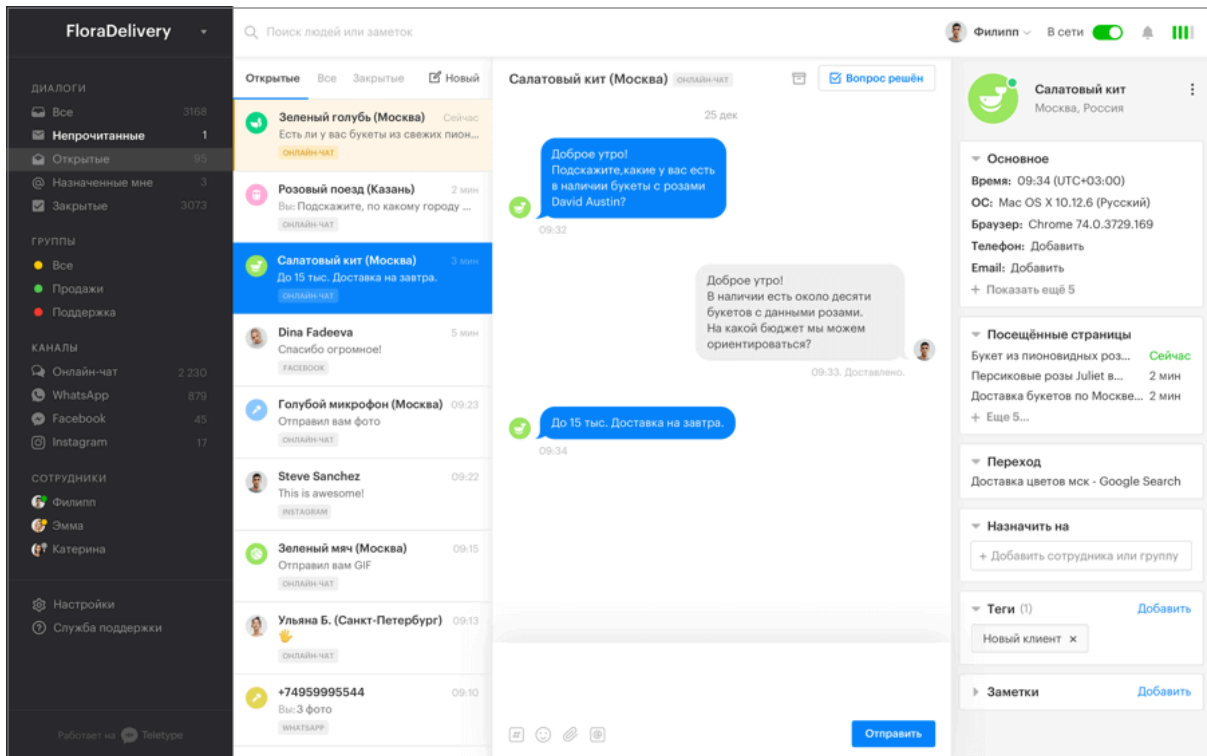 FloraDelivery
ДИАЛОГИ
Все 3168
Непрочитанные 1
Открытые 95
Назначенные мне 3
Закрытые 3073
ГРУППЫ
Все
Продажи
Поддержка
КАНАЛЫ
Онлайн-чат 2 230
WhatsApp 879
Facebook 45
Instagram 17
СОТРУДНИКИ
Филипп
Эмма
Катерина
Настройки
Служба поддержки
Работает на Teletype
Поиск людей или заметок
Филипп
В сети
Открытые Все Закрытые Новый
Зеленый голубь (Москва) Сейчас
Есть ли у вас букеты из свежих пион...
ОНЛАЙН-ЧАТ
Розовый поезд (Казань) 2 мин
Вы: Подскажите, по какому городу ...
ОНЛАЙН-ЧАТ
Салатовый кит (Москва) 3 мин
До 15 тыс. Доставка на завтра.
ОНЛАЙН-ЧАТ
Dina Fadeeva 5 мин
Спасибо огромное!
FACEBOOK
Голубой микрофон (Москва) 09:23
Отправил вам фото
ОНЛАЙН-ЧАТ
Steve Sanchez 09:22
This is awesome!
INSTAGRAM
Зеленый мяч (Москва) 09:15
Отправил вам GIF
ОНЛАЙН-ЧАТ
Ульяна Б. (Санкт-Петербург) 09:13
ОНЛАЙН-ЧАТ
+74959995544 09:10
Вы: 3 фото
WHATSAPP
Салатовый кит (Москва) ОНЛАЙН-ЧАТ
Вопрос решён
25 дек
Доброе утро!
Подскажите,какие у вас есть
в наличии букеты с розами
David Austin?
09:32
Доброе утро!
В наличии есть около десяти
букетов с данными розами.
На какой бюджет мы можем
ориентироваться?
09:33. Доставлено.
До 15 тыс. Доставка на завтра.
09:34
Отправить
Салатовый кит
Москва, Россия
Основное
Время: 09:34 (UTC+03:00)
ОС: Mac OS X 10.12.6 (Русский)
Браузер: Chrome 74.0.3729.169
Телефон: Добавить
Email: Добавить
+ Показать ещё 5
Посещённые страницы
Букет из пионовидных роз... Сейчас
Персиковые розы Juliet в... 2 мин
Доставка букетов по Москве... 2 мин
+ Еще 5...
Переход
Доставка цветов мск - Google Search
Назначить на
+ Добавить сотрудника или группу
Теги (1) Добавить
Новый клиент ×
Заметки Добавить